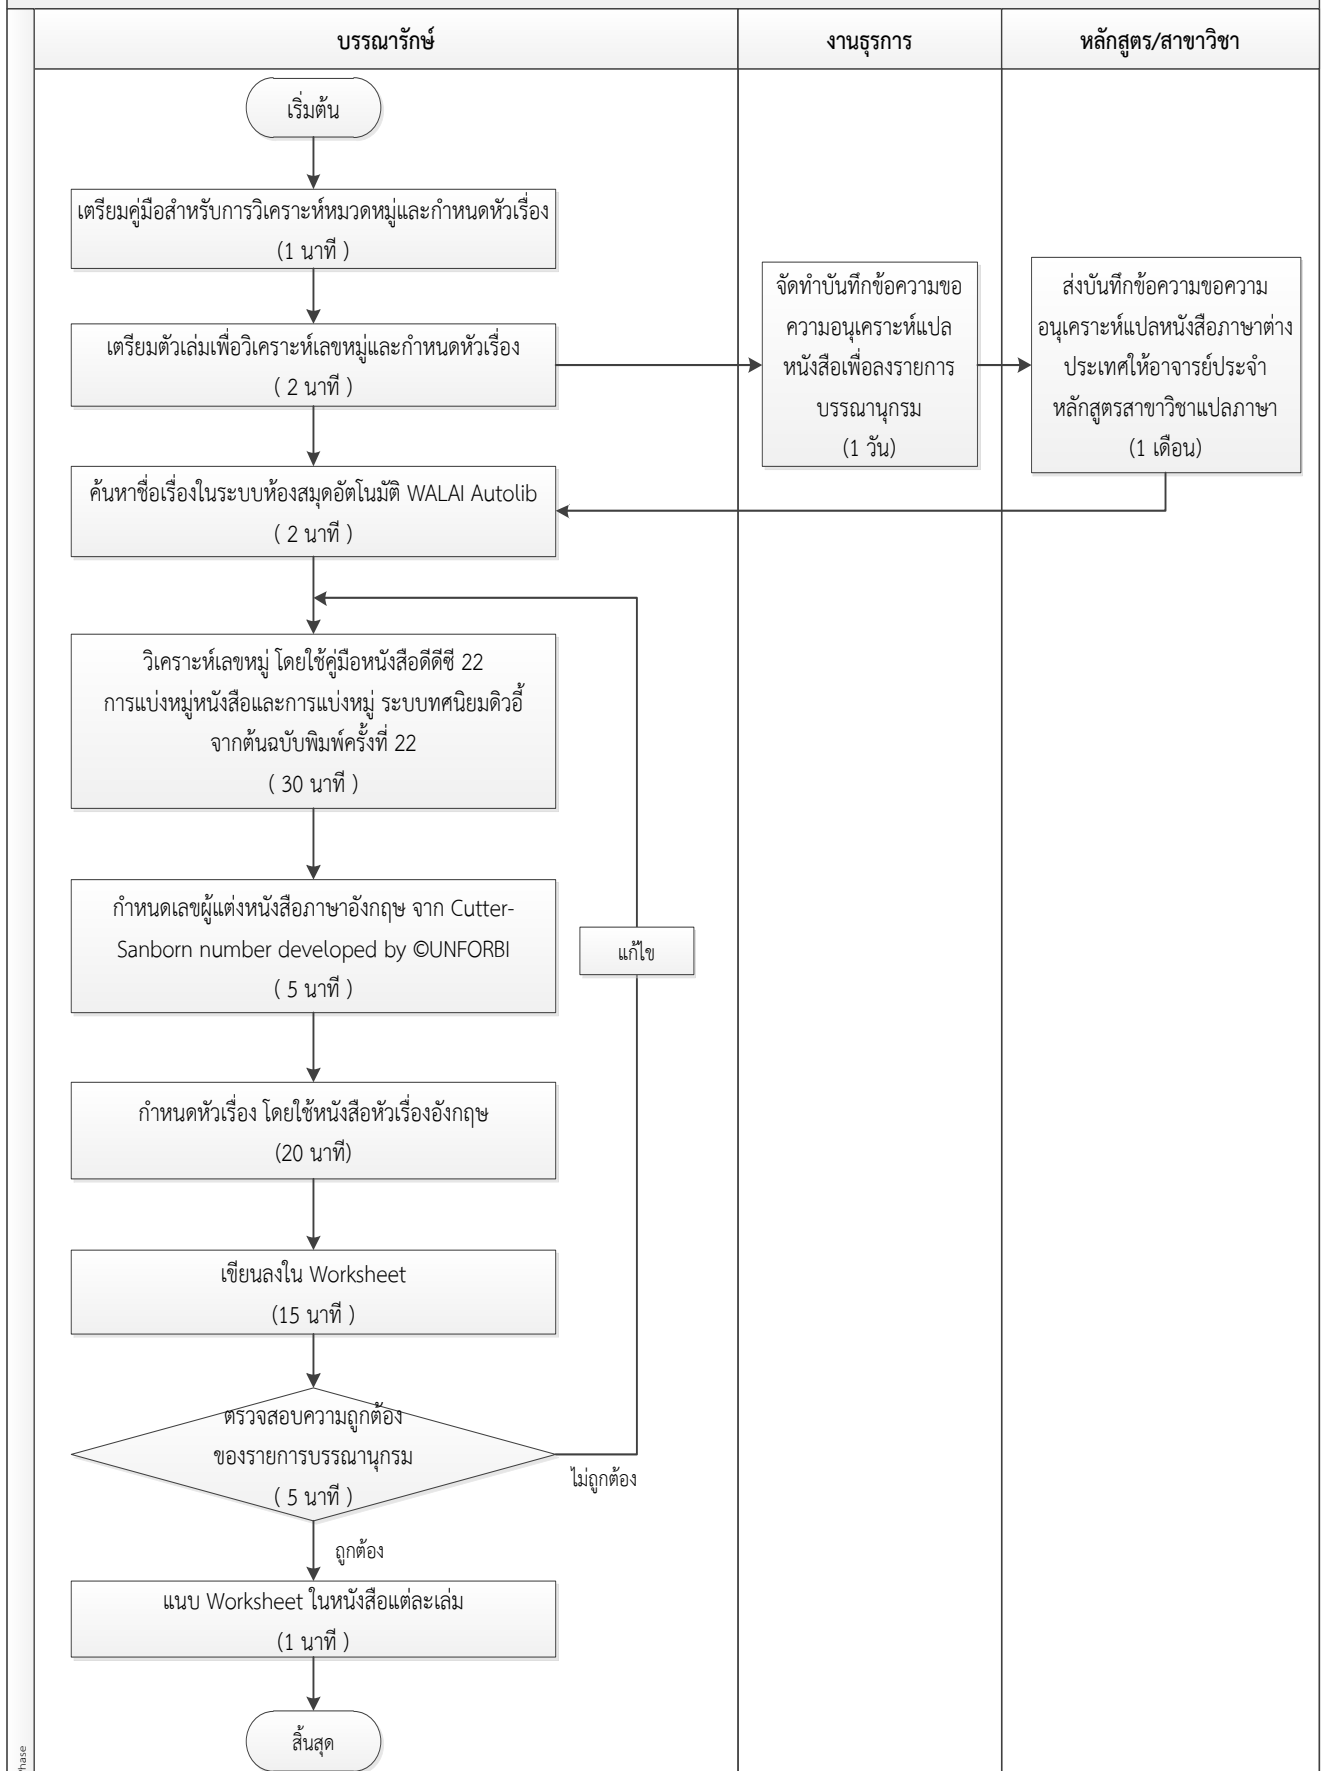 บรรณารักษ์
งานธุรการ
หลักสูตร/สาขาวิชา
เริ่มต้น
เตรียมคู่มือสำหรับการวิเคราะห์หมวดหมู่และกำหนดหัวเรื่อง
(1 นาที )
เตรียมตัวเล่มเพื่อวิเคราะห์เลขหมู่และกำหนดหัวเรื่อง
( 2 นาที )
จัดทำบันทึกข้อความขอ
ความอนุเคราะห์แปล
หนังสือเพื่อลงรายการ
บรรณานุกรม
(1 วัน)
ส่งบันทึกข้อความขอความ
อนุเคราะห์แปลหนังสือภาษาต่าง
ประเทศให้อาจารย์ประจำ
หลักสูตรสาขาวิชาแปลภาษา
(1 เดือน)
ค้นหาชื่อเรื่องในระบบห้องสมุดอัตโนมัติ WALAI Autolib
( 2 นาที )
วิเคราะห์เลขหมู่ โดยใช้คู่มือหนังสือดีดีซี 22
การแบ่งหมู่หนังสือและการแบ่งหมู่ ระบบทศนิยมดิวอี้
จากต้นฉบับพิมพ์ครั้งที่ 22
( 30 นาที )
กำหนดเลขผู้แต่งหนังสือภาษาอังกฤษ จาก Cutter-
Sanborn number developed by ©UNFORBI
( 5 นาที )
แก้ไข
กำหนดหัวเรื่อง โดยใช้หนังสือหัวเรื่องอังกฤษ
(20 นาที)
เขียนลงใน Worksheet
(15 นาที )
ตรวจสอบความถูกต้อง
ของรายการบรรณานุกรม
( 5 นาที )
ไม่ถูกต้อง
ถูกต้อง
แนบ Worksheet ในหนังสือแต่ละเล่ม
(1 นาที )
สิ้นสุด